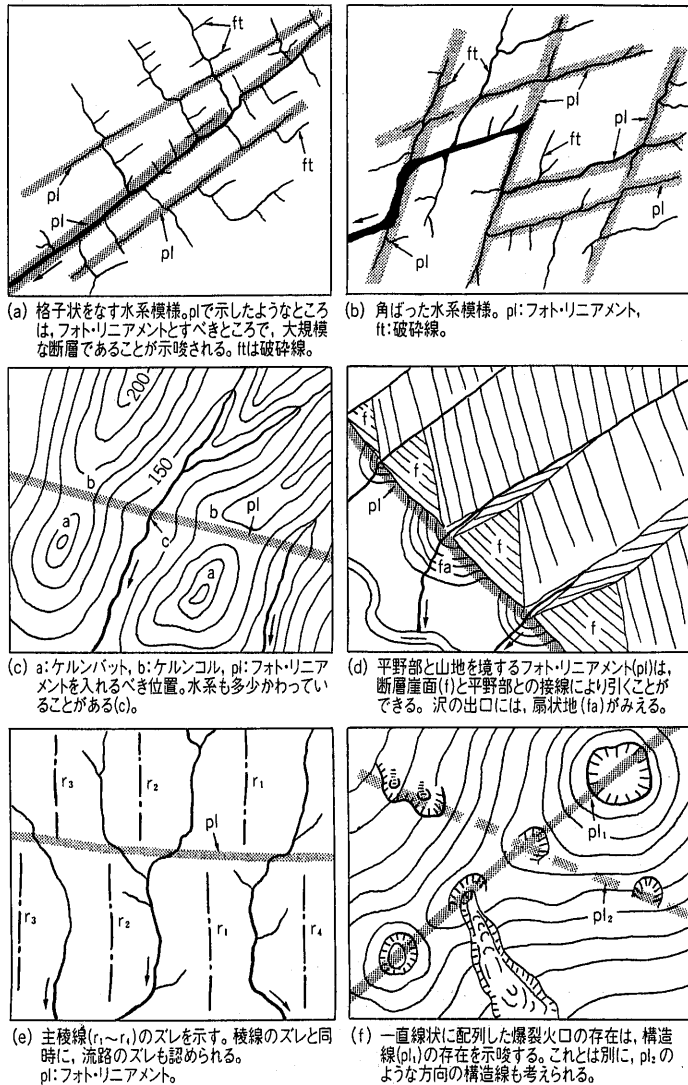 ft
ft
pl
pl
pl
(a) 格子状をなす水系模様。plで示したようなところ
は,フォト・リニアメントとすべきところで,大規模
な断層であることが示唆される。ftは破砕線。
ft
pl
ft
pl
pl
pl
(b) 角ばった水系模様。pl:フォト・リニアメント,
ft:破砕線。
200
150
b
b
pl
a
c
a
(c) a:ケルンバット, b:ケルンコル, pl:フォト・リニア
メントを入れるべき位置。水系も多少かわってい
ることがある(c)。
f
f
pl
f
fa
f
(d) 平野部と山地を境するフォト・リニアメント(pl)は,
断層崖面(f)と平野部との接線により引くことが
できる。沢の出口には,扇状地(fa)がみえる。
r3
r2
r1
pl
r3
r2
r1
r4
(e) 主稜線(r1〜r4)のズレを示す。稜線のズレと同
時に,流路のズレも認められる。
pl:フォト・リニアメント。
pl1
pl2
(f) 一直線状に配列した爆裂火口の存在は,構造
線(pl1)の存在を示唆する。これとは別に,pl2の
ような方向の構造線も考えられる。